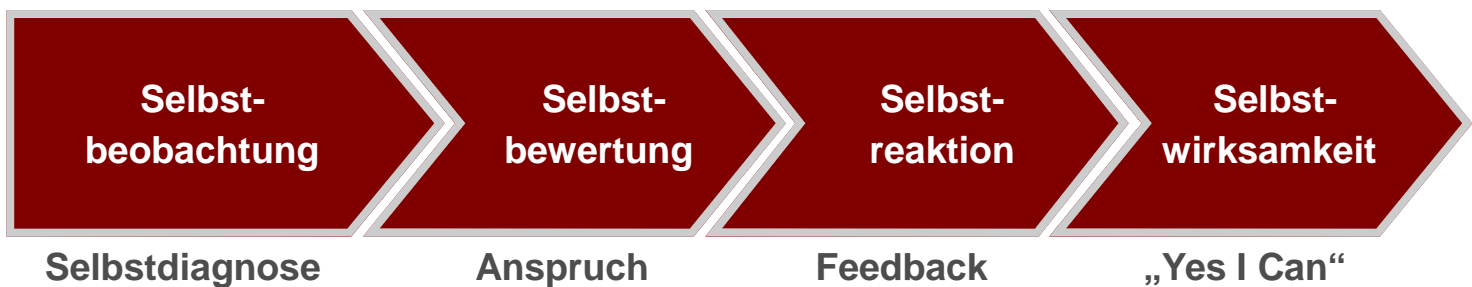 Selbst-
beobachtung
Selbst-
bewertung
Selbst-
reaktion
Selbst-
wirksamkeit
Selbstdiagnose
Anspruch
Feedback
„Yes I Can“